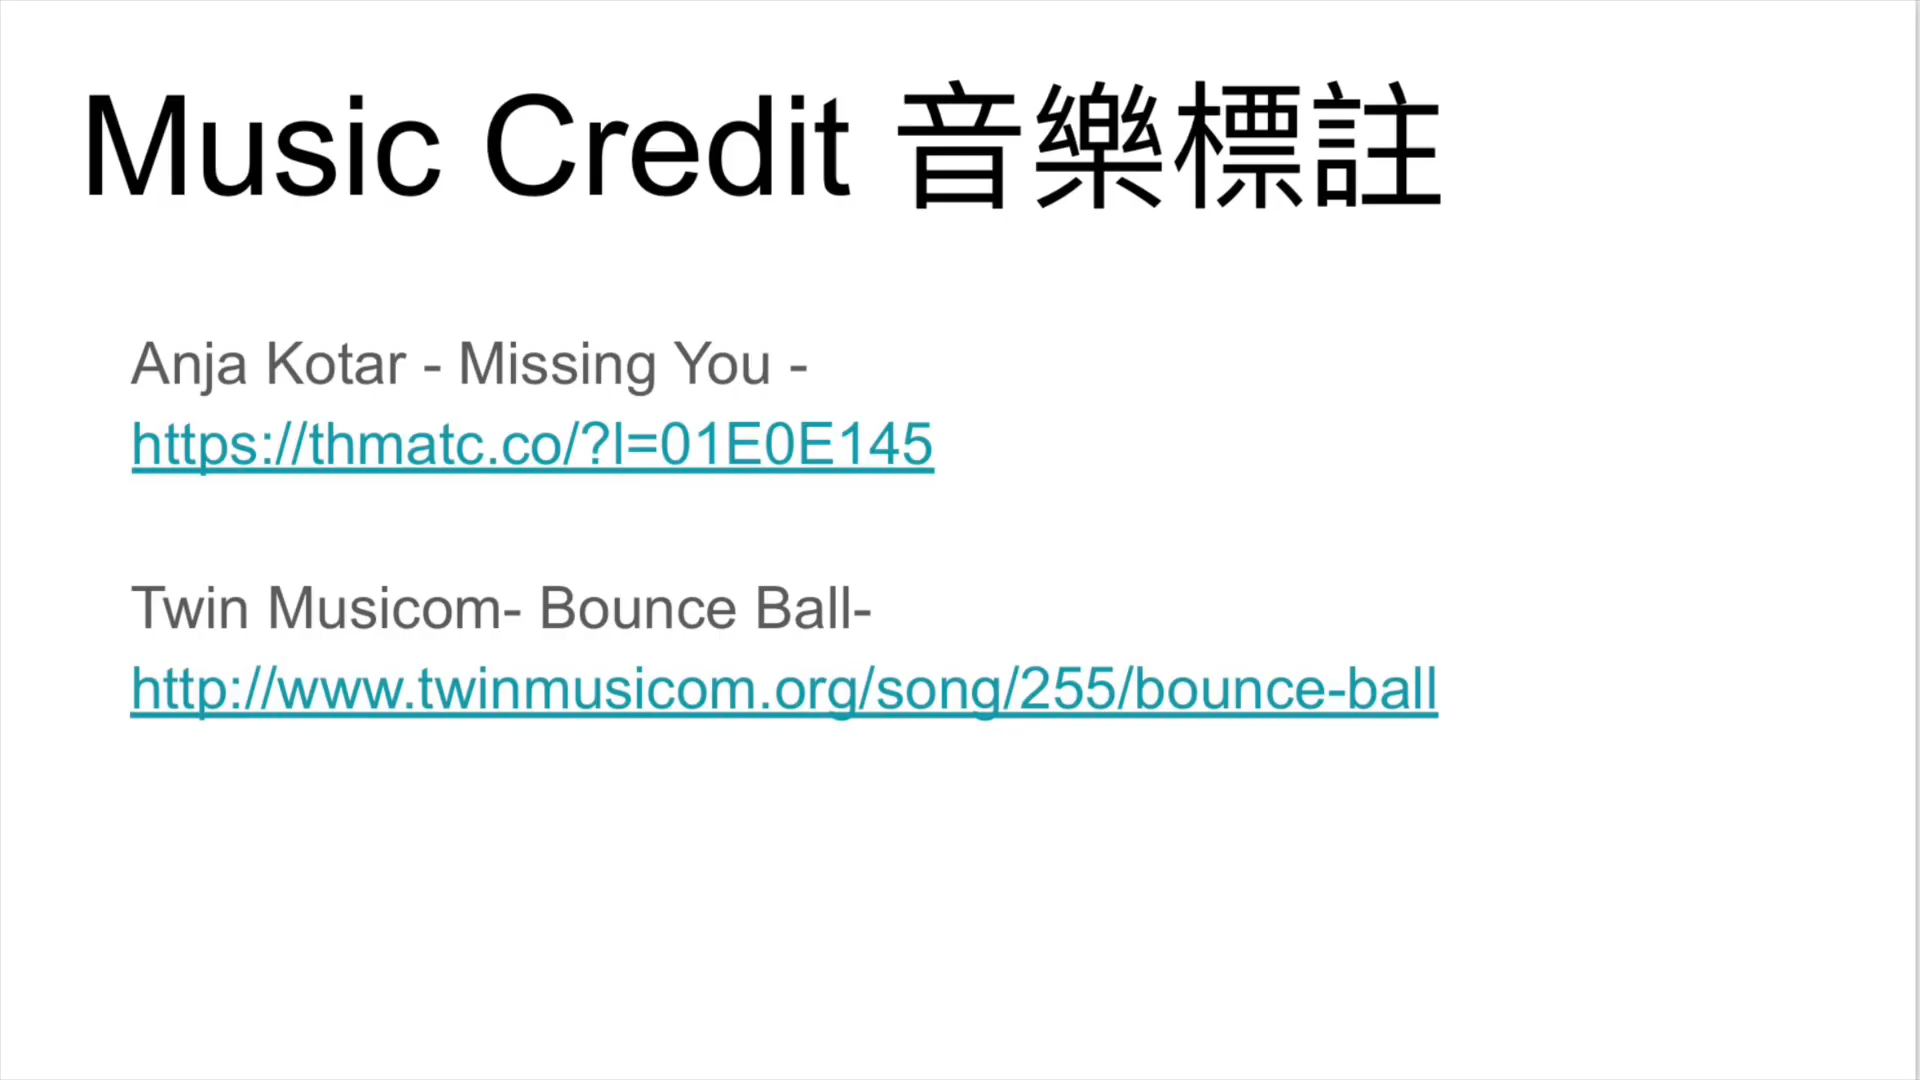 Music Credit 音樂標註
Anja Kotar - Missing You -
https://thmatc.co/?l=01E0E145
Twin Musicom- Bounce Ball-
http://www.twinmusicom.org/song/255/bounce-ball